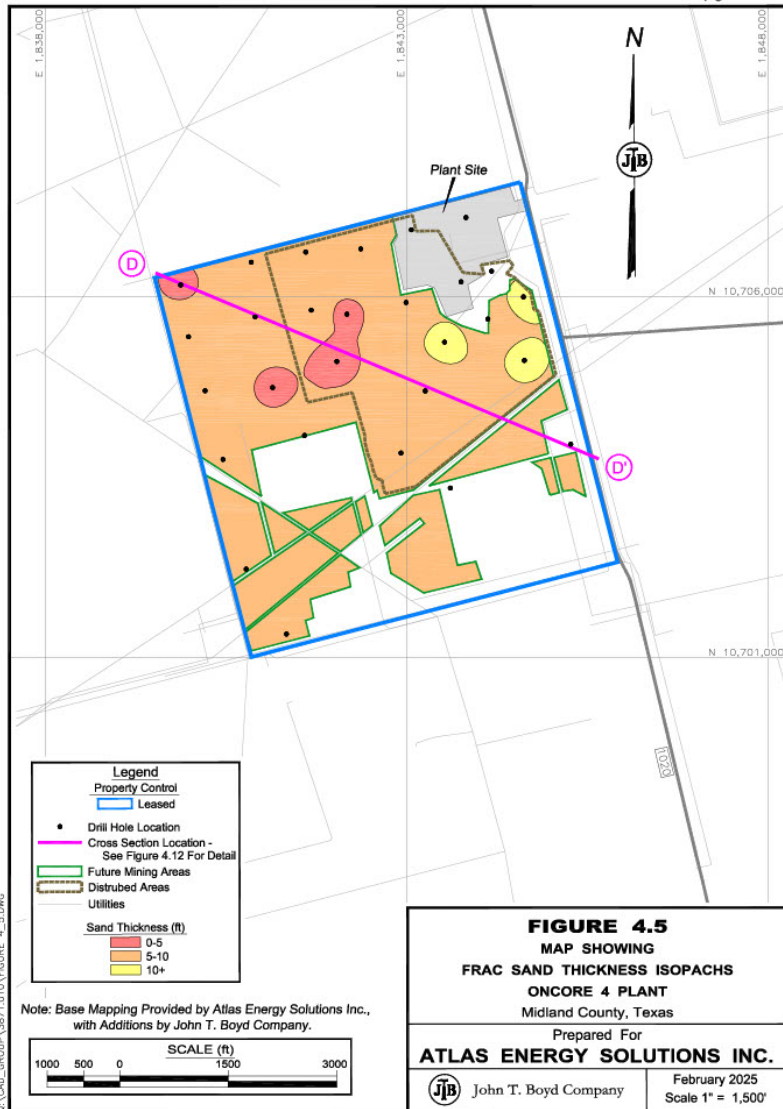 E 1,838,000
E 1,843,000
E 1,848,000
N
JTB
Plant Site
D
N 10,706,000
D'
N 10,701,000
1020
Legend
Property Control
Leased
Drill Hole Location
Cross Section Location -
See Figure 4.12 For Detail
Future Mining Areas
Distrubed Areas
Utilities
Sand Thickness (ft)
0-5
5-10
10+
Note: Base Mapping Provided by Atlas Energy Solutions Inc.,
with Additions by John T. Boyd Company.
SCALE (ft)
1000 500 0 1500 3000
FIGURE 4.5
MAP SHOWING
FRAC SAND THICKNESS ISOPACHS
ONCORE 4 PLANT
Midland County, Texas
Prepared For
ATLAS ENERGY SOLUTIONS INC.
JTB John T. Boyd Company
February 2025
Scale 1" = 1,500'